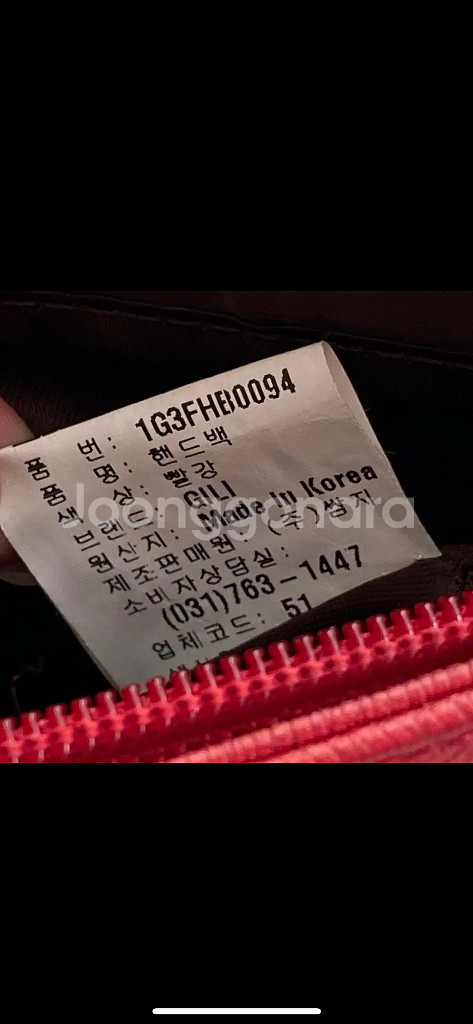 품 번: 1G3FHB0094
품 명: 핸드백
색 상: 빨강
브랜드: GILI
원산지: Made In Korea
제조판매원: (주)쌈지
소비자상담실:
(031)763-1447
업체코드: 51
Joonggonara